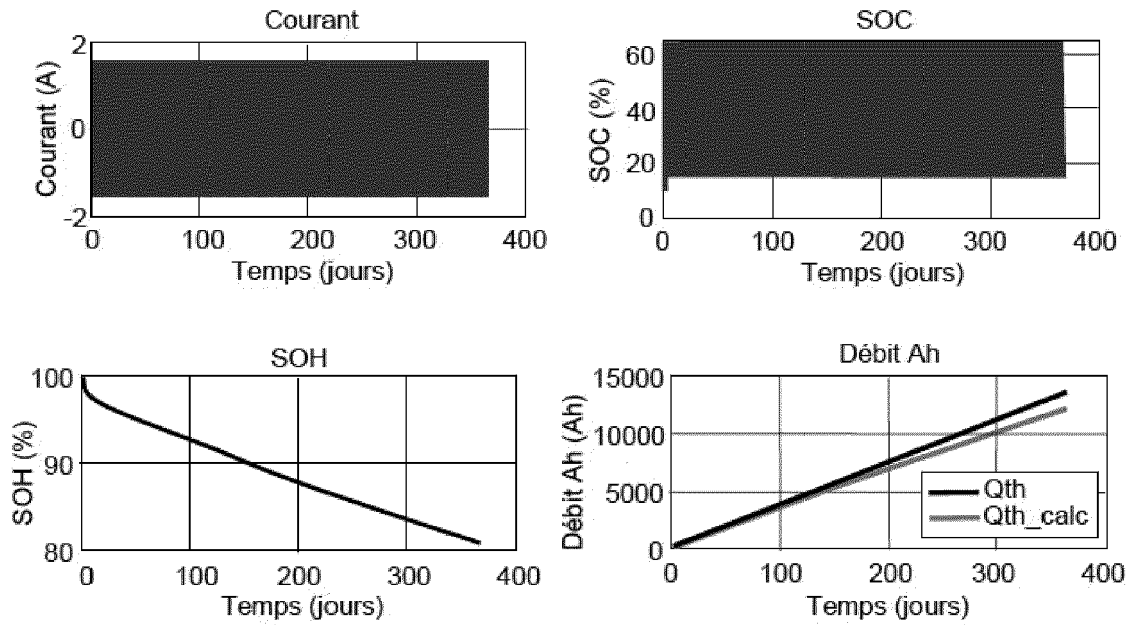 Courant
2
0
-2
Courant (A)
0
100
200
300
400
Temps (jours)
SOC
60
40
20
0
SOC (%)
0
100
200
300
400
Temps (jours)
SOH
100
90
80
SOH (%)
0
100
200
300
400
Temps (jours)
Débit Ah
15000
10000
5000
0
Débit Ah (Ah)
Qth
Qth_calc
0
100
200
300
400
Temps (jours)